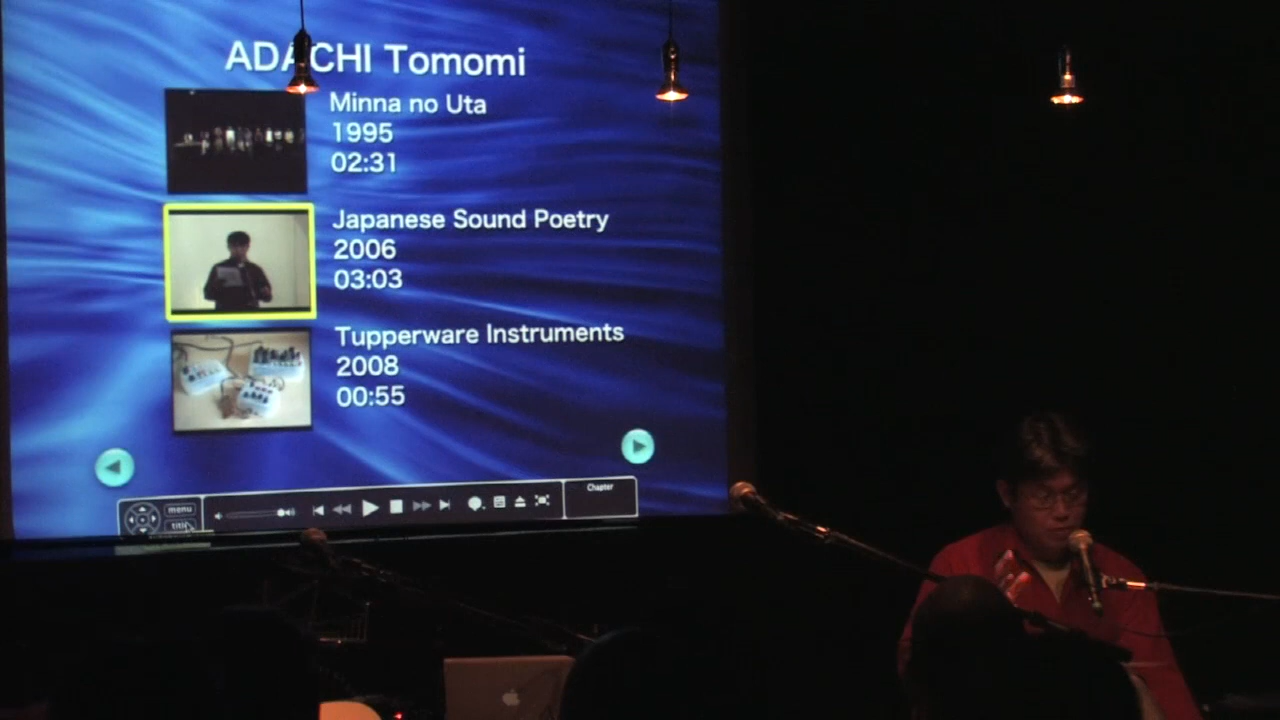 ADACHI Tomomi
Minna no Uta
1995
02:31
Japanese Sound Poetry
2006
03:03
Tupperware Instruments
2008
00:55
menu
title
Chapter